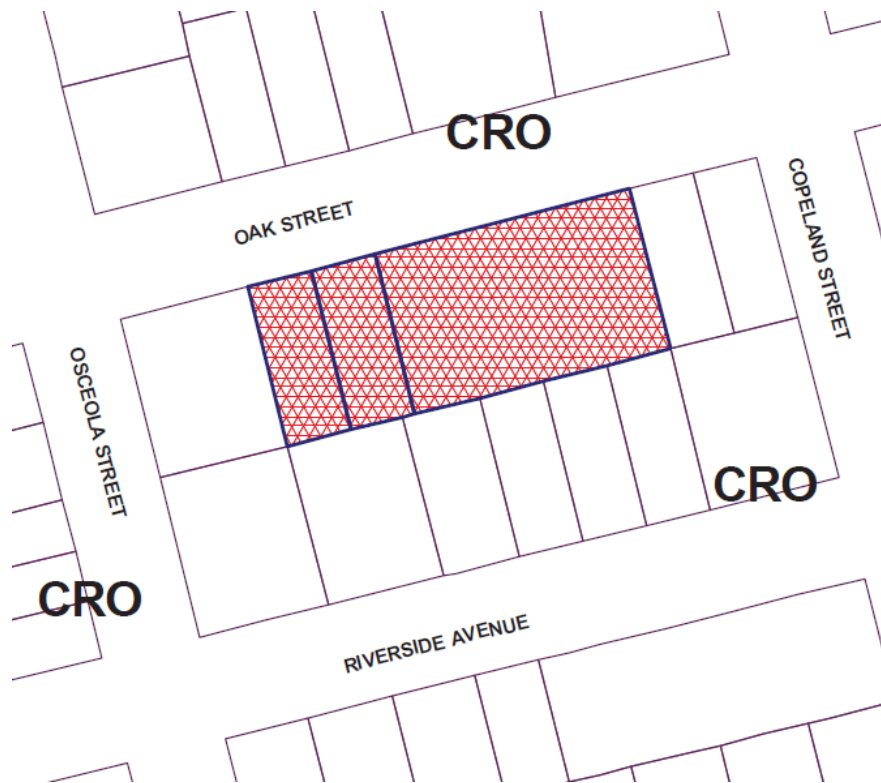 CRO
OAK STREET
COPELAND STREET
OSCEOLA STREET
CRO
CRO
RIVERSIDE AVENUE